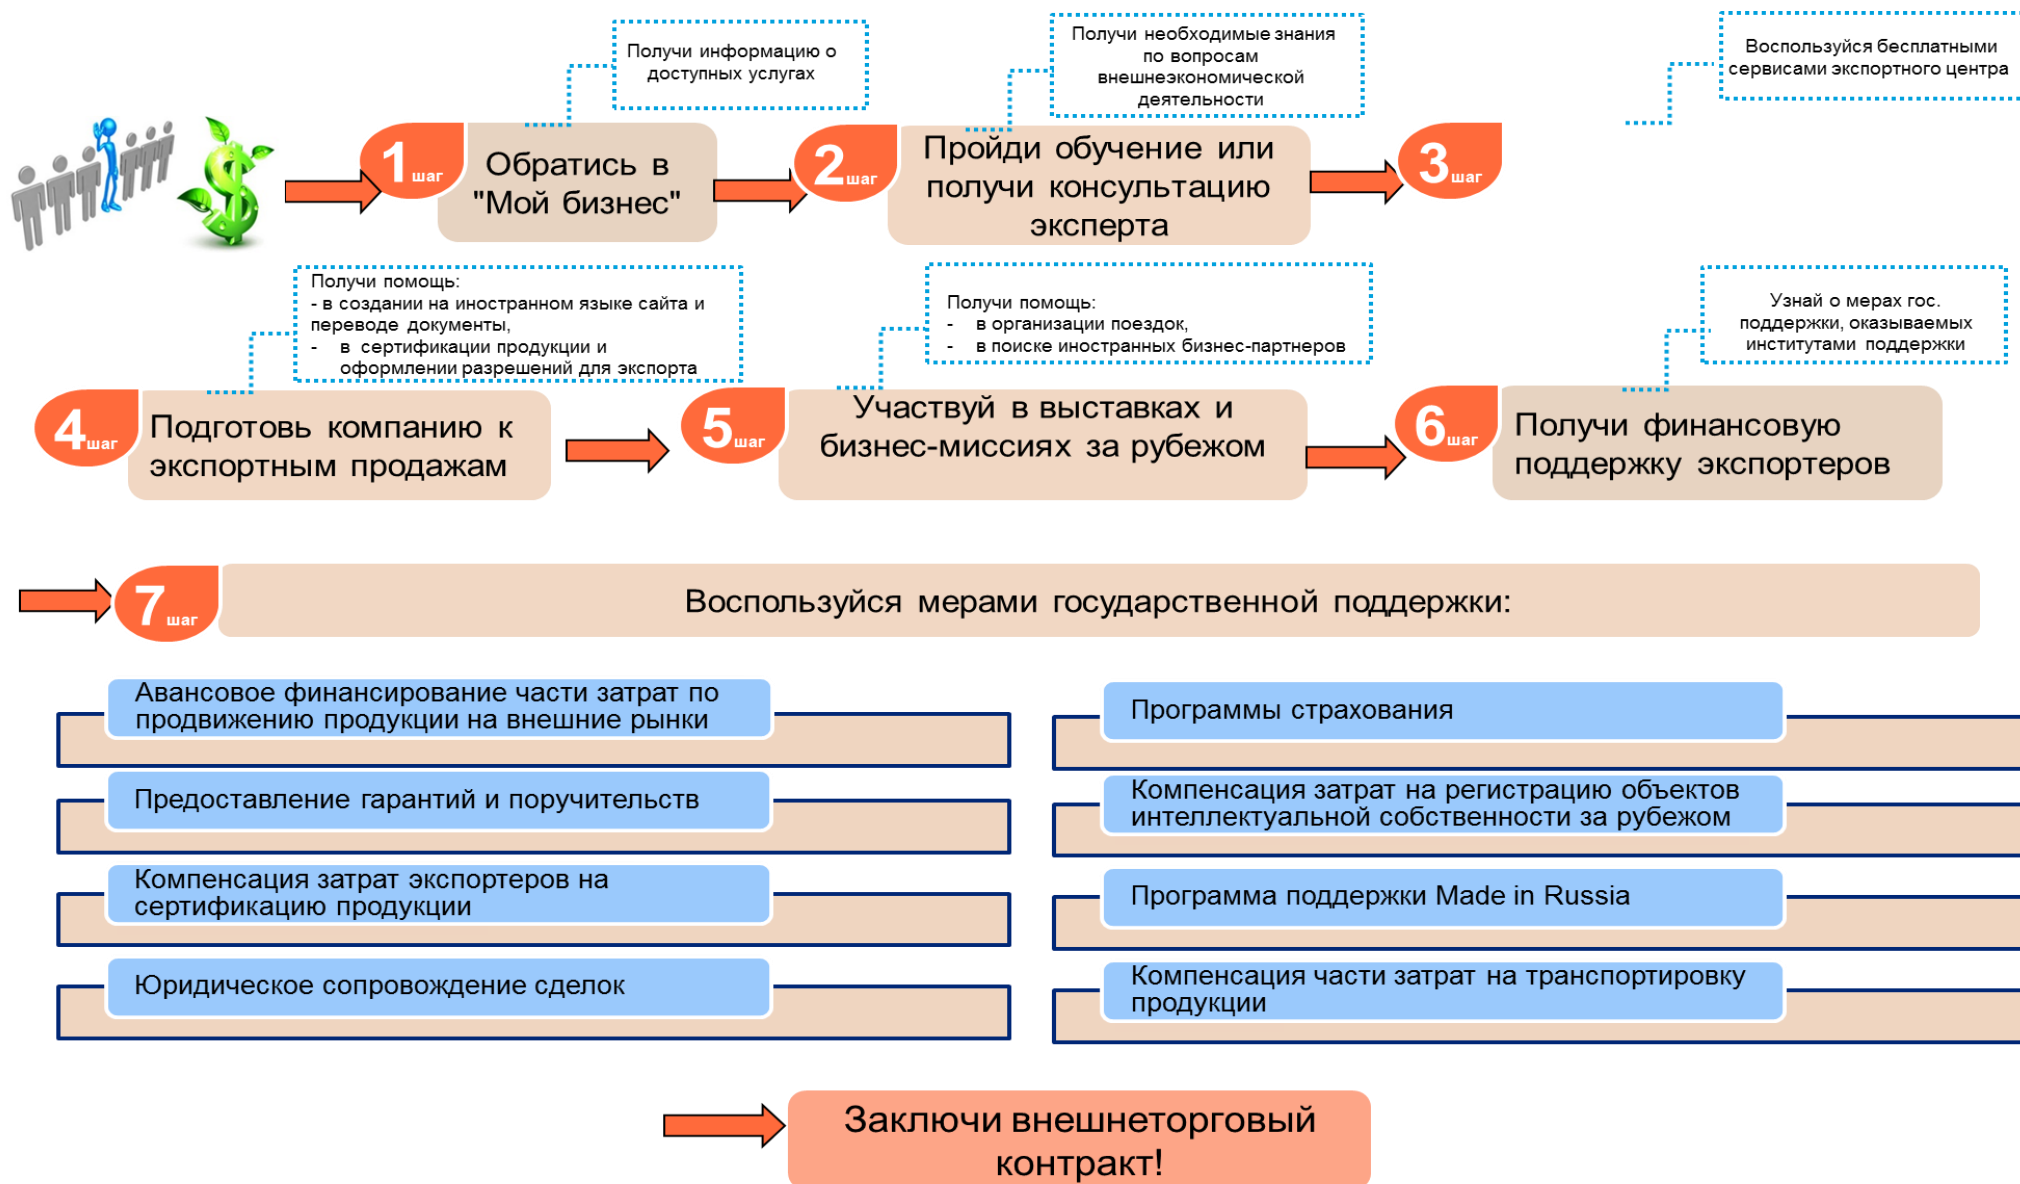 Получи информацию о
доступных услугах
Получи необходимые знания
по вопросам
внешнеэкономической
деятельности
Воспользуйся бесплатными
сервисами экспортного центра
1 шаг
Обратись в
"Мой бизнес"
2 шаг
Пройди обучение или
получи консультацию
эксперта
3 шаг
Получи помощь:
- в создании на иностранном языке сайта и
переводе документы,
- в сертификации продукции и
оформлении разрешений для экспорта
Получи помощь:
- в организации поездок,
- в поиске иностранных бизнес-партнеров
Узнай о мерах гос.
поддержки, оказываемых
институтами поддержки
4 шаг
Подготовь компанию к
экспортным продажам
5 шаг
Участвуй в выставках и
бизнес-миссиях за рубежом
6 шаг
Получи финансовую
поддержку экспортеров
7 шаг
Воспользуйся мерами государственной поддержки:
Авансовое финансирование части затрат по
продвижению продукции на внешние рынки
Предоставление гарантий и поручительств
Компенсация затрат экспортеров на
сертификацию продукции
Юридическое сопровождение сделок
Программы страхования
Компенсация затрат на регистрацию объектов
интеллектуальной собственности за рубежом
Программа поддержки Made in Russia
Компенсация части затрат на транспортировку
продукции
Заключи внешнеторговый
контракт!